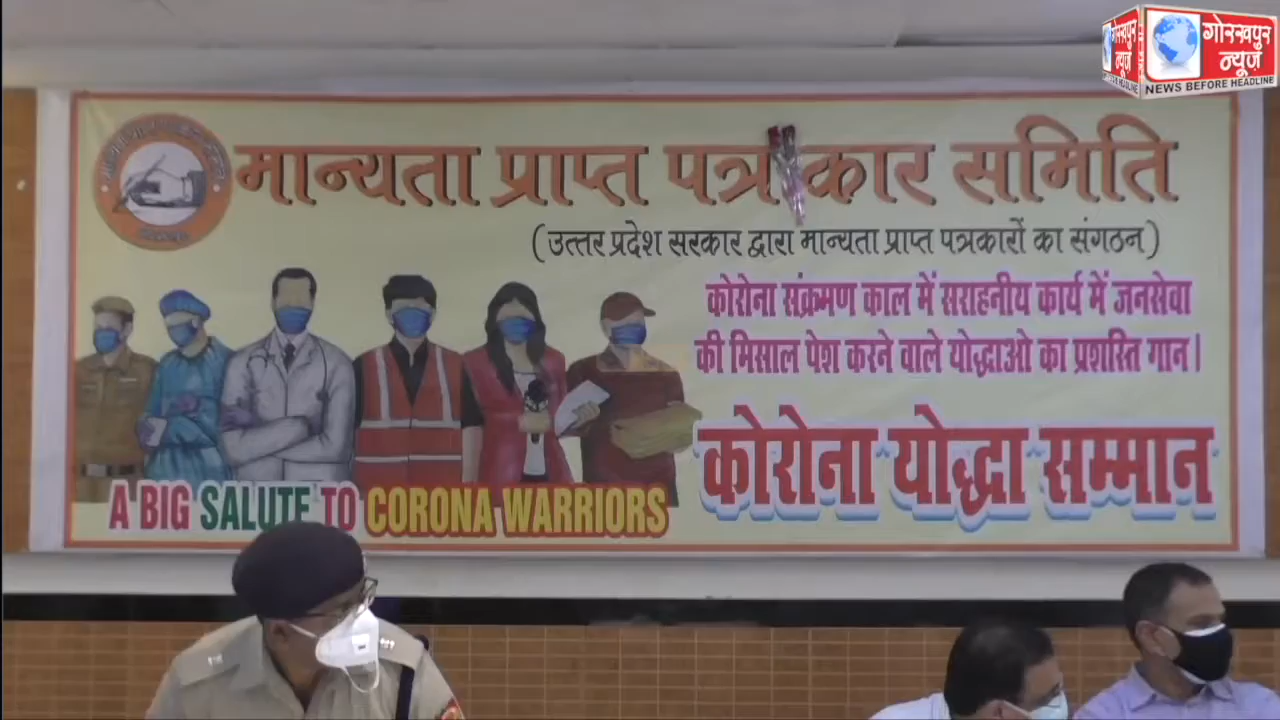 गोरखपुर न्यूज़
NEWS BEFORE HEADLINE
मान्यता प्राप्त पत्रकार समिति
(उत्तर प्रदेश सरकार द्वारा मान्यता प्राप्त पत्रकारों का संगठन)
कोरोना संक्रमण काल में सराहनीय कार्य में जनसेवा
की मिसाल पेश करने वाले योद्धाओ का प्रशस्ति गान।
कोरोना योद्धा सम्मान
A BIG SALUTE TO CORONA WARRIORS